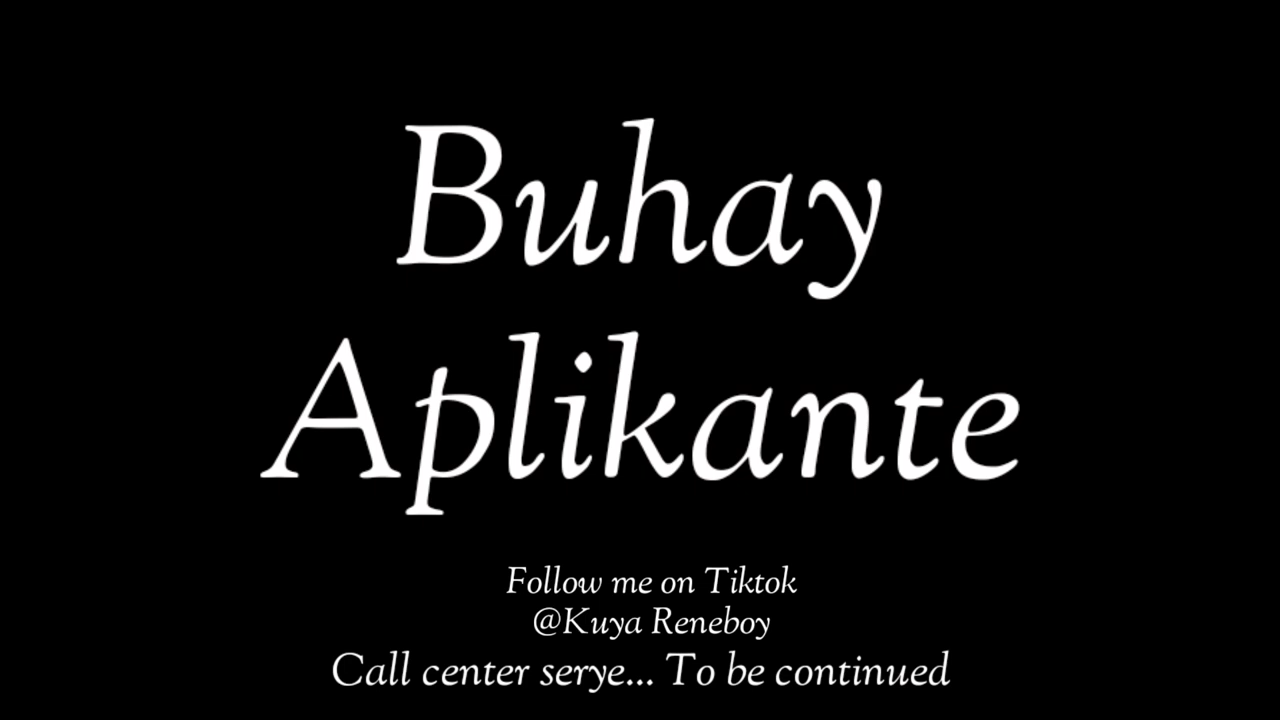 Buhay
Aplikante
Follow me on Tiktok
@Kuya Reneboy
Call center serye... To be continued